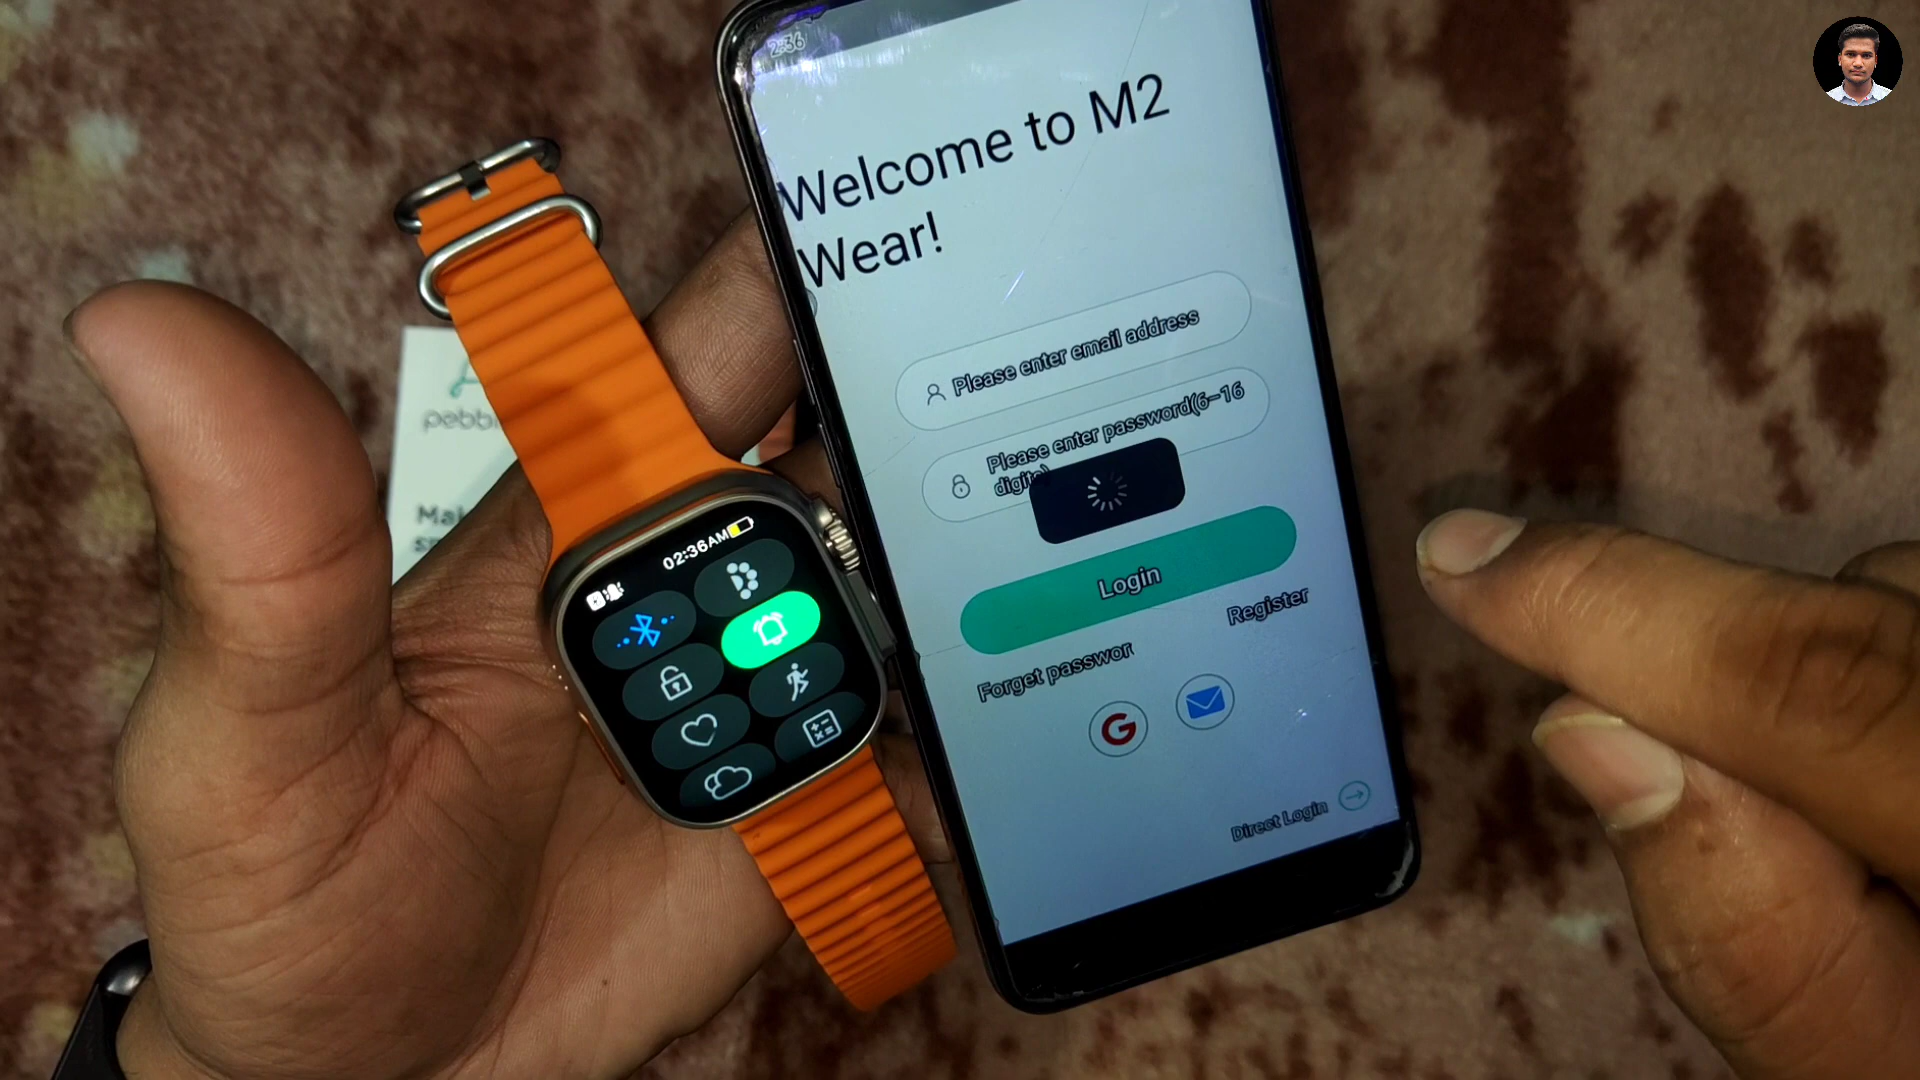 2:36
Welcome to M2
Wear!
Please enter email address
Please enter password(6-16
digits)
Login
Register
Forget passwor
G
Direct Login
02:36AM
pebb
Ma